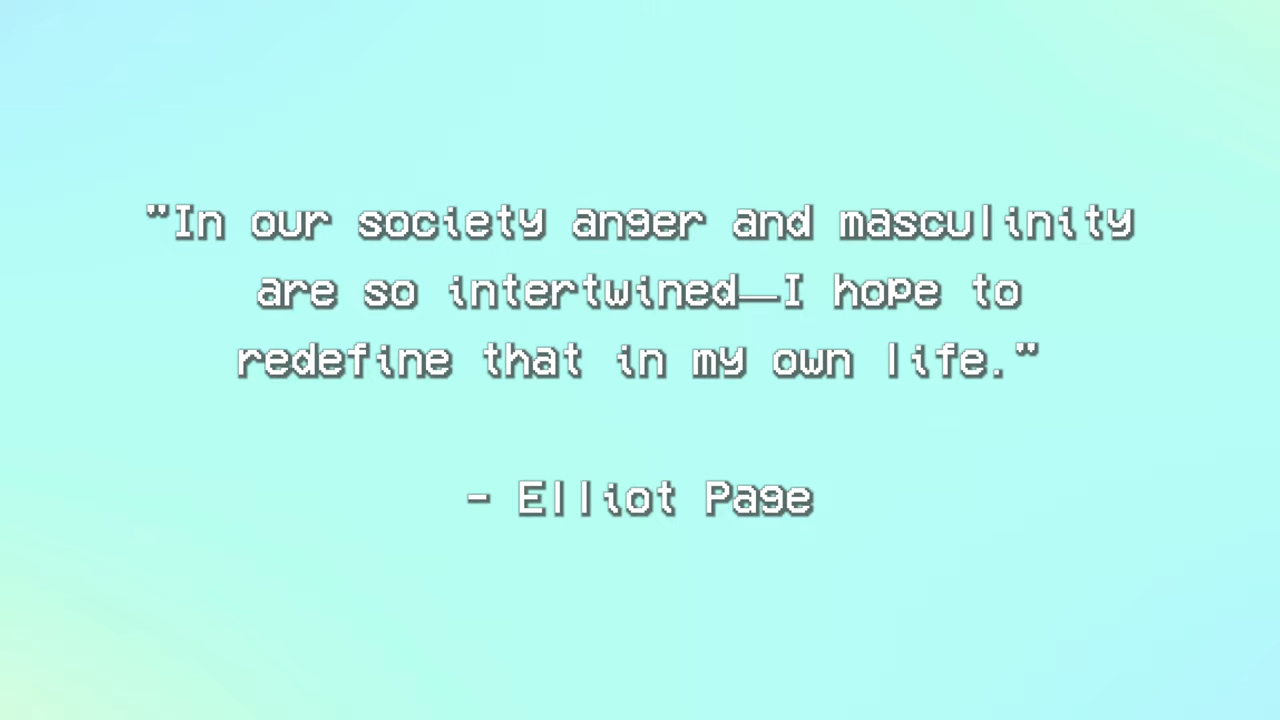 "In our society anger and masculinity
are so intertwined—I hope to
redefine that in my own life."
- Elliot Page